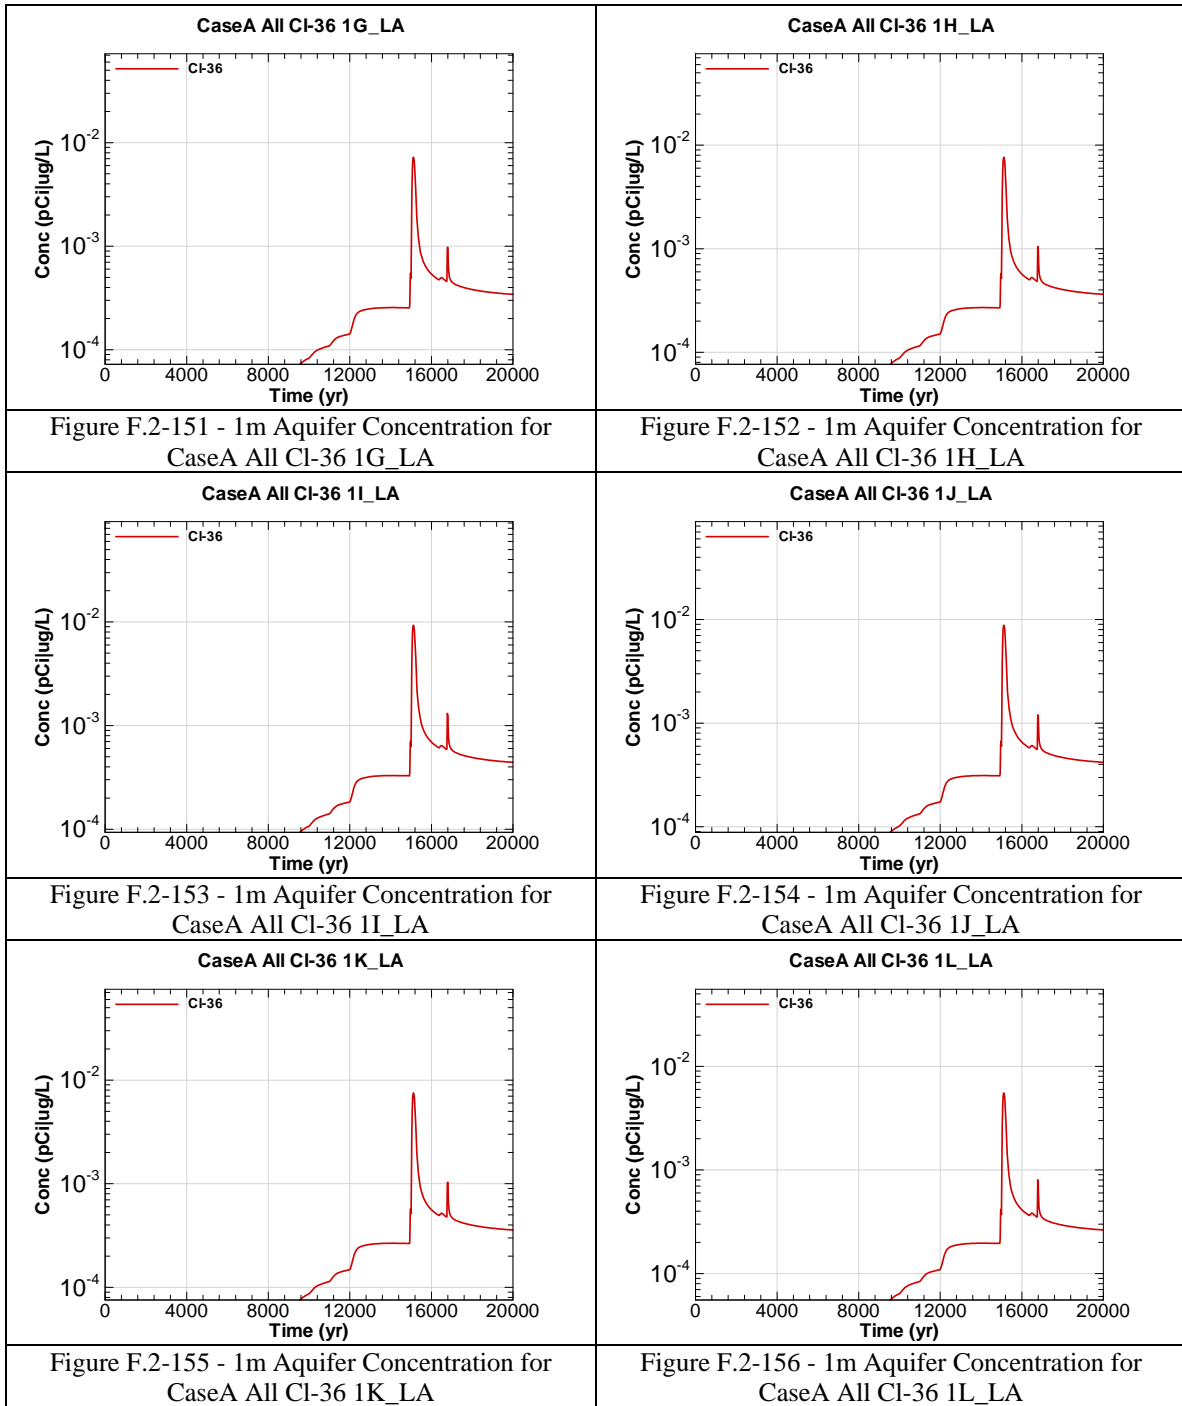 CaseA All Cl-36 1G_LA
Cl-36
Conc (pCi|ug/L)
10-2
10-3
10-4
0 4000 8000 12000 16000 20000
Time (yr)
Figure F.2-151 - 1m Aquifer Concentration for
CaseA All Cl-36 1G_LA
CaseA All Cl-36 1H_LA
Cl-36
Conc (pCi|ug/L)
10-2
10-3
10-4
0 4000 8000 12000 16000 20000
Time (yr)
Figure F.2-152 - 1m Aquifer Concentration for
CaseA All Cl-36 1H_LA
CaseA All Cl-36 1I_LA
Cl-36
Conc (pCi|ug/L)
10-2
10-3
10-4
0 4000 8000 12000 16000 20000
Time (yr)
Figure F.2-153 - 1m Aquifer Concentration for
CaseA All Cl-36 1I_LA
CaseA All Cl-36 1J_LA
Cl-36
Conc (pCi|ug/L)
10-2
10-3
10-4
0 4000 8000 12000 16000 20000
Time (yr)
Figure F.2-154 - 1m Aquifer Concentration for
CaseA All Cl-36 1J_LA
CaseA All Cl-36 1K_LA
Cl-36
Conc (pCi|ug/L)
10-2
10-3
10-4
0 4000 8000 12000 16000 20000
Time (yr)
Figure F.2-155 - 1m Aquifer Concentration for
CaseA All Cl-36 1K_LA
CaseA All Cl-36 1L_LA
Cl-36
Conc (pCi|ug/L)
10-2
10-3
10-4
0 4000 8000 12000 16000 20000
Time (yr)
Figure F.2-156 - 1m Aquifer Concentration for
CaseA All Cl-36 1L_LA